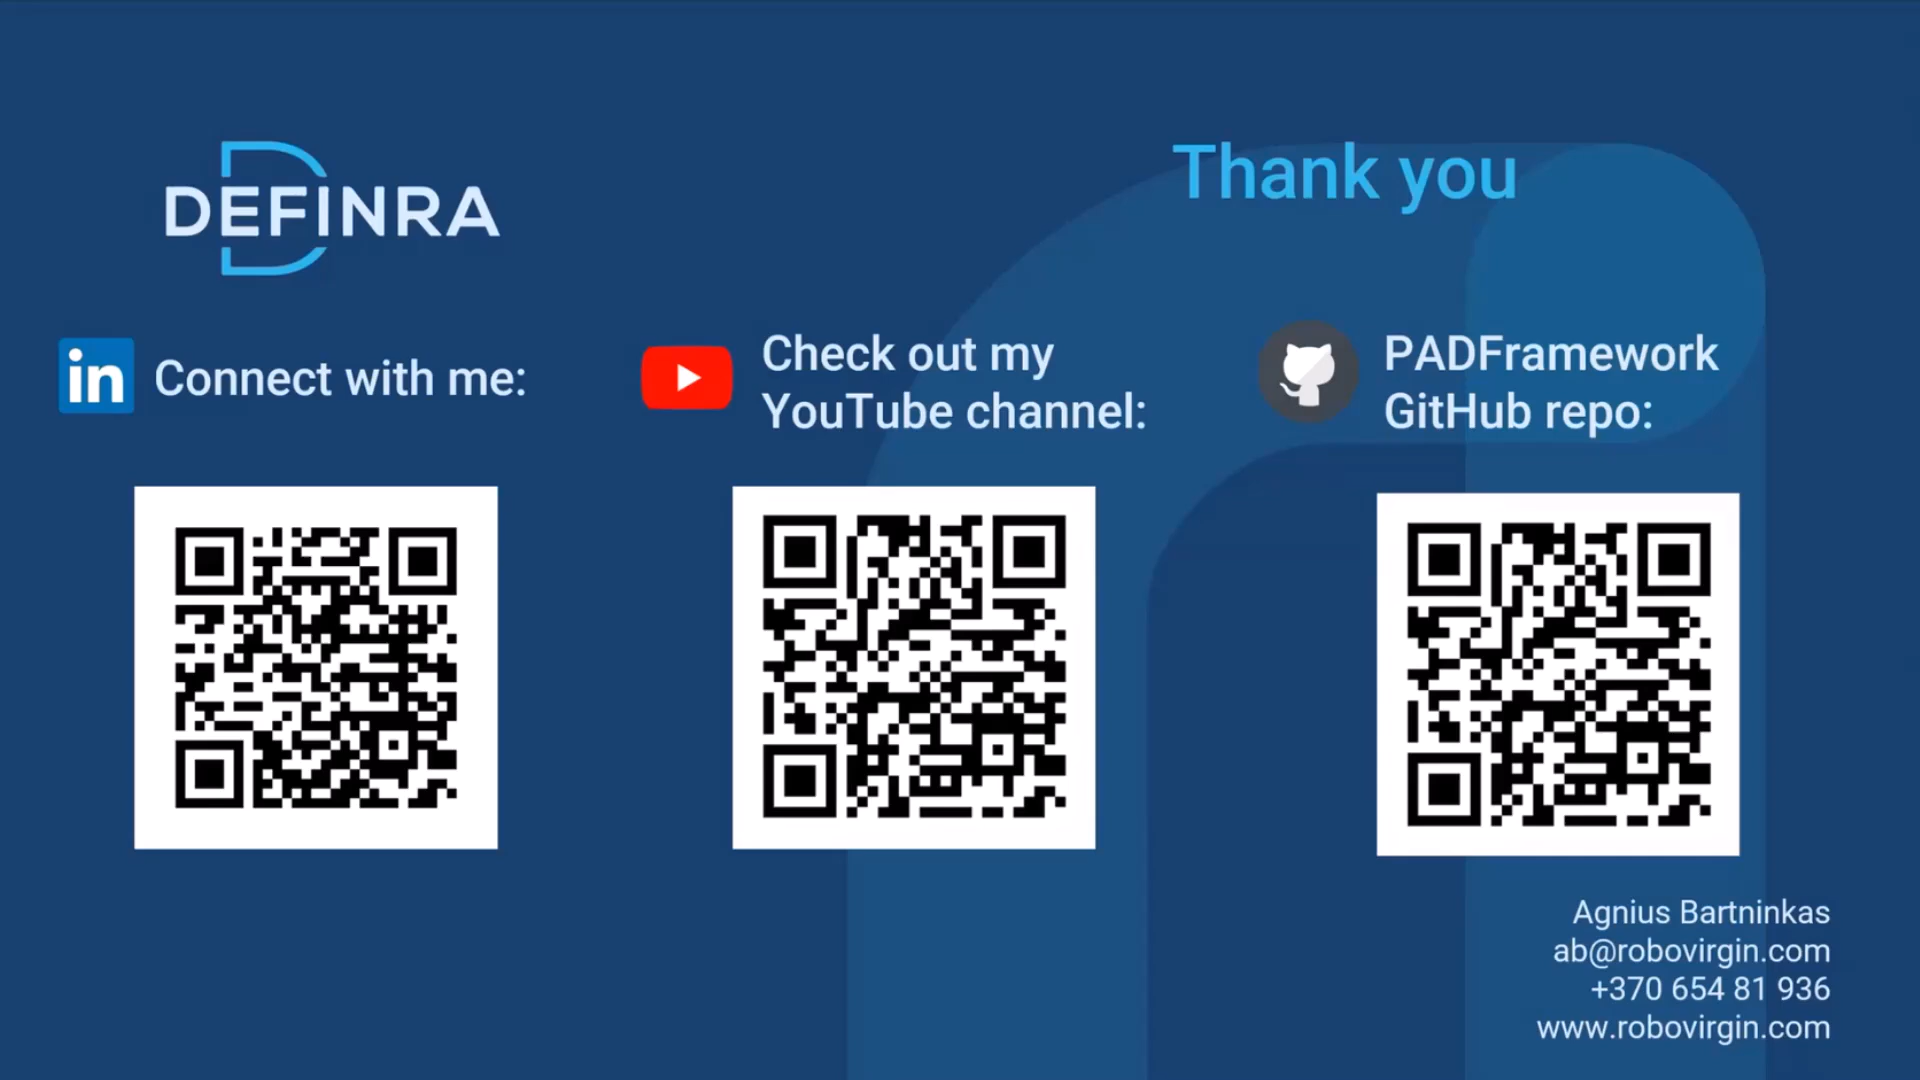 DEFINRA
Thank you
in Connect with me:
Check out my
YouTube channel:
PADFramework
GitHub repo:
Agnius Bartninkas
ab@robovirgin.com
+370 654 81 936
www.robovirgin.com